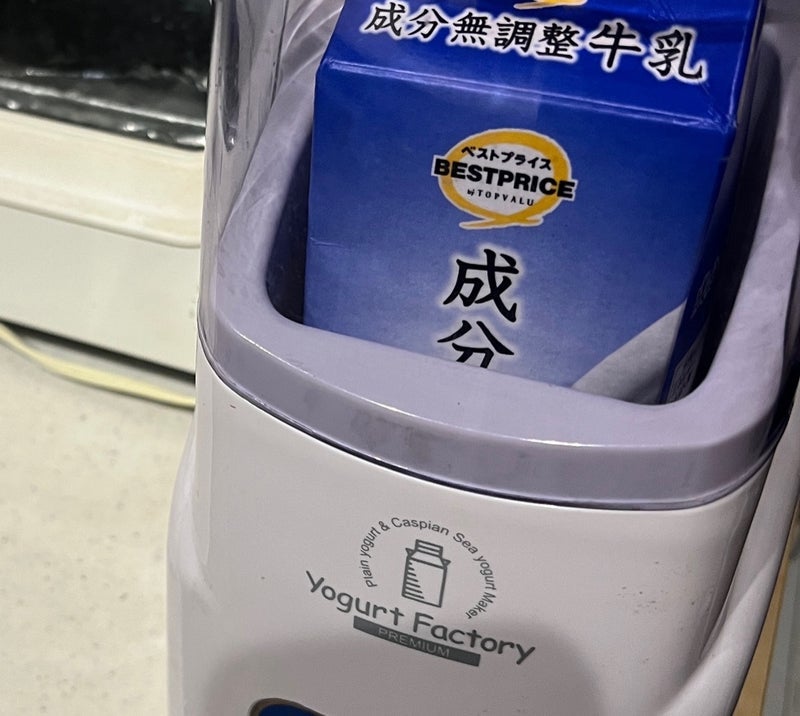 成分無調整牛乳
ベストプライス
BESTPRICE
by TOPVALU
成分
Plain yogurt & Caspian Sea yogurt Maker
Yogurt Factory
PREMIUM